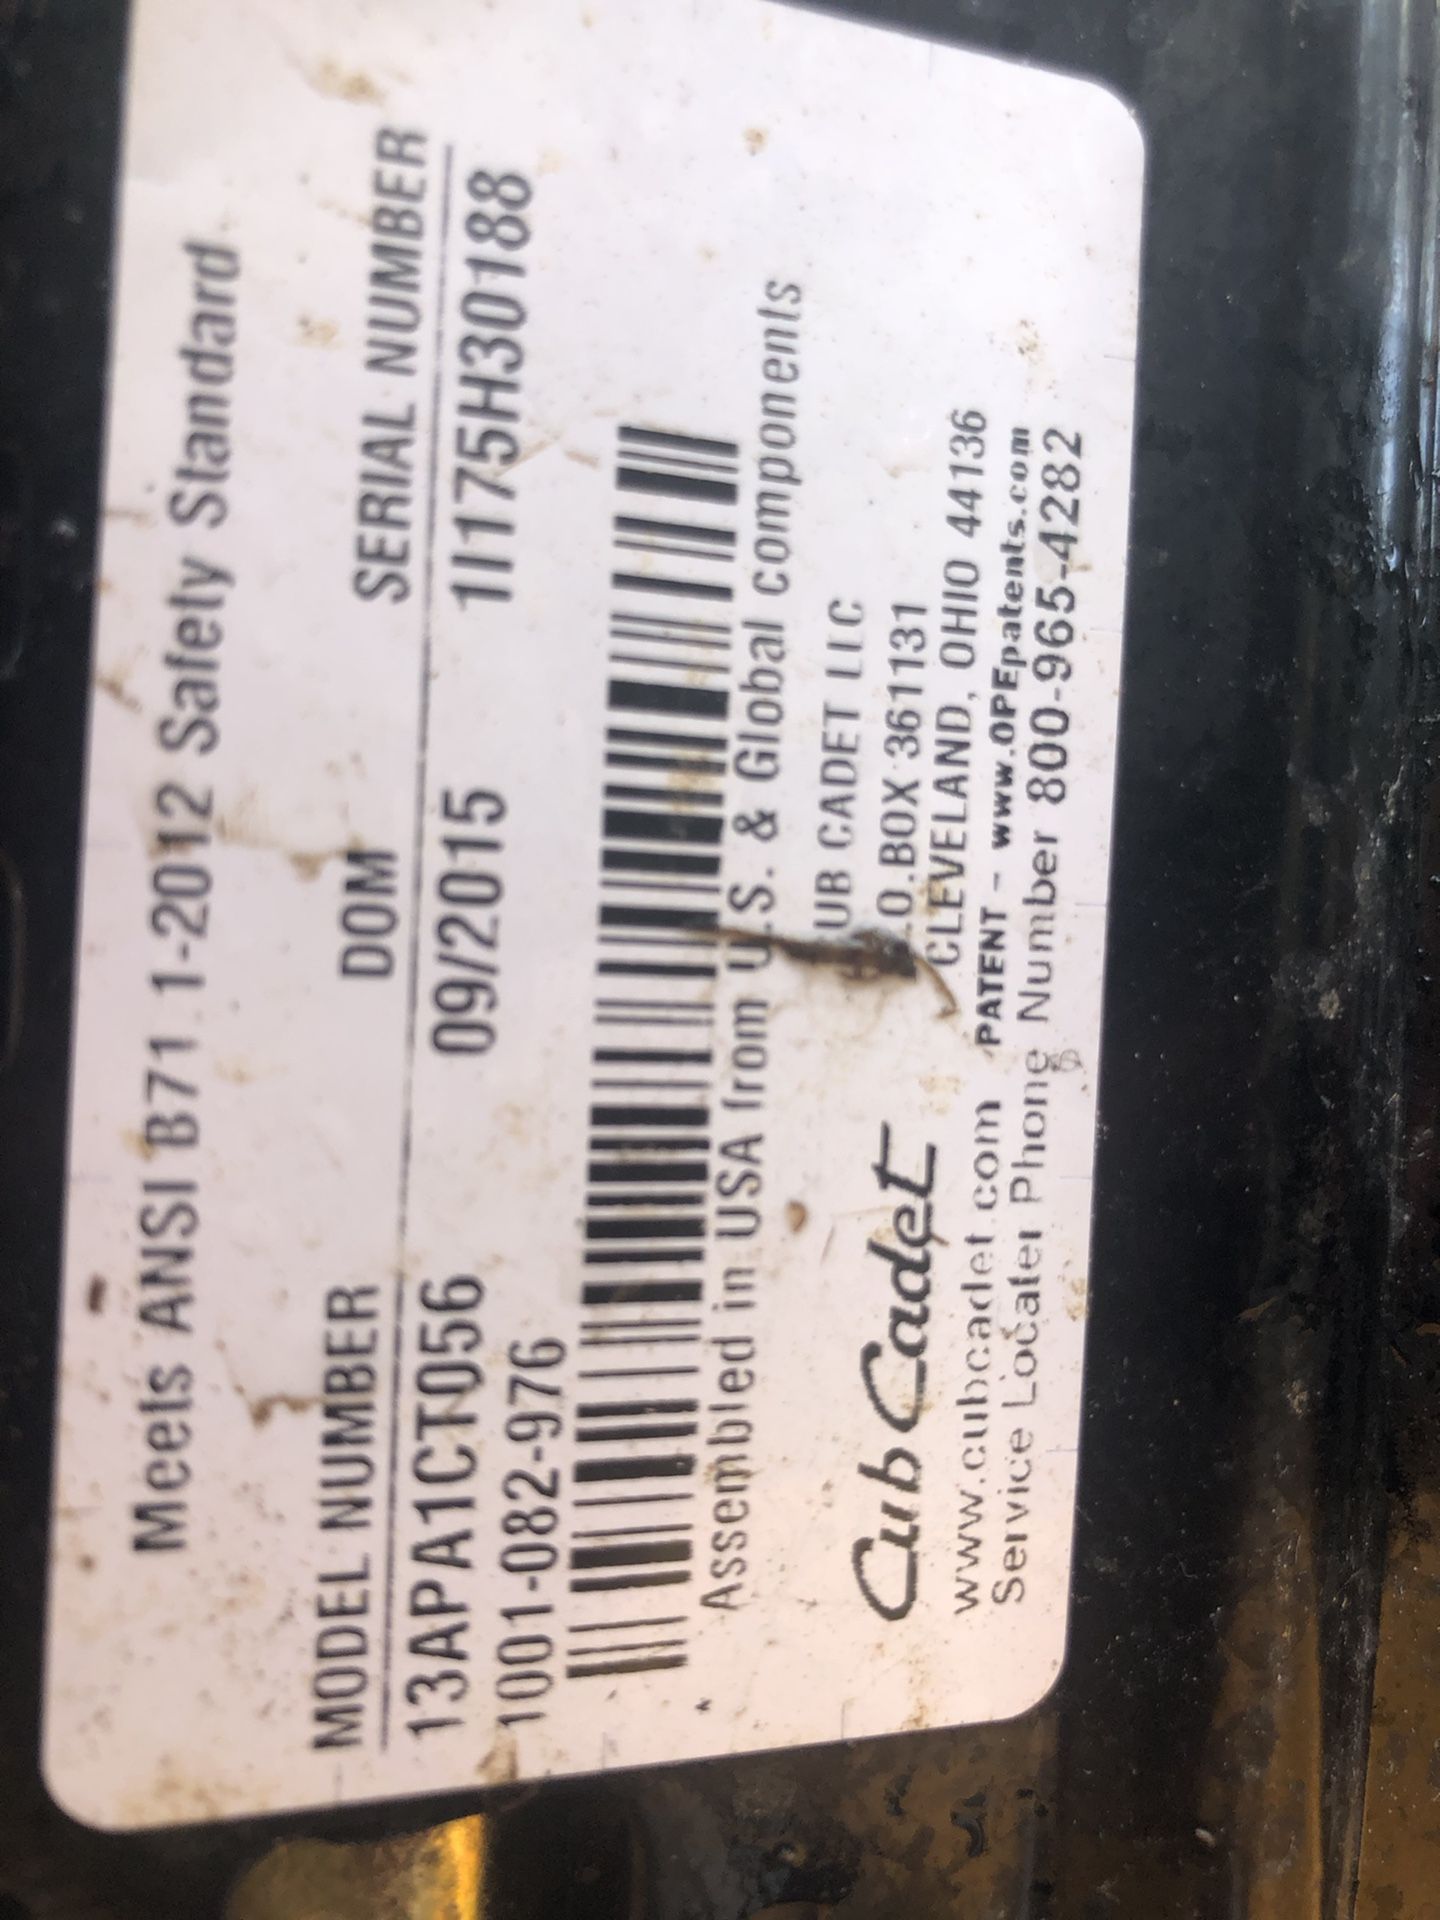 Meets ANSI B71.1-2012 Safety Standard
MODEL NUMBER DOM SERIAL NUMBER
13APA1CT056 09/2015 1I175H30188
1001-082-976
Assembled in USA from U.S. & Global components
UB CADET LLC
.O.BOX 361131
Cub Cadet CLEVELAND, OHIO 44136
www.cubcadet.com PATENT - www.OPEpatents.com
Service Locater Phone Number 800-965-4282